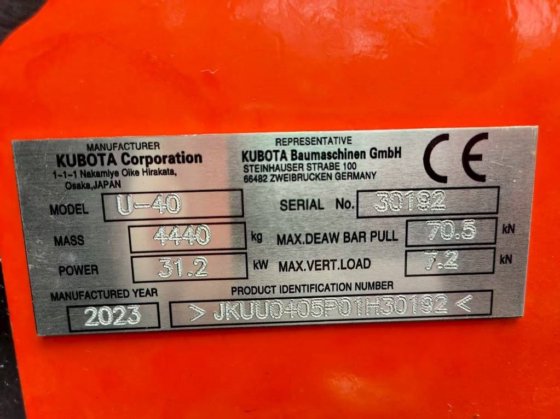 MANUFACTURER
KUBOTA Corporation
1-1-1 Nakamiye Oike Hirakata,
Osaka,JAPAN
REPRESENTATIVE
KUBOTA Baumaschinen GmbH
STEINHAUSER STRABE 100
66482 ZWEIBRUCKEN GERMANY
CE
MODEL U-40 SERIAL No. 30192
MASS 4440 kg MAX.DEAW BAR PULL 70.5 kN
POWER 31.2 kW MAX.VERT.LOAD 7.2 kN
MANUFACTURED YEAR PRODUCT IDENTIFICATION NUMBER
2023 > JKUU0405P01H30192 <